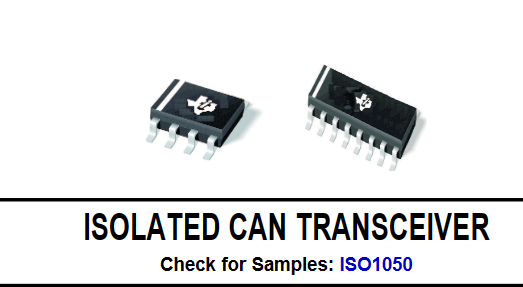 ISOLATED CAN TRANSCEIVER
Check for Samples: ISO1050